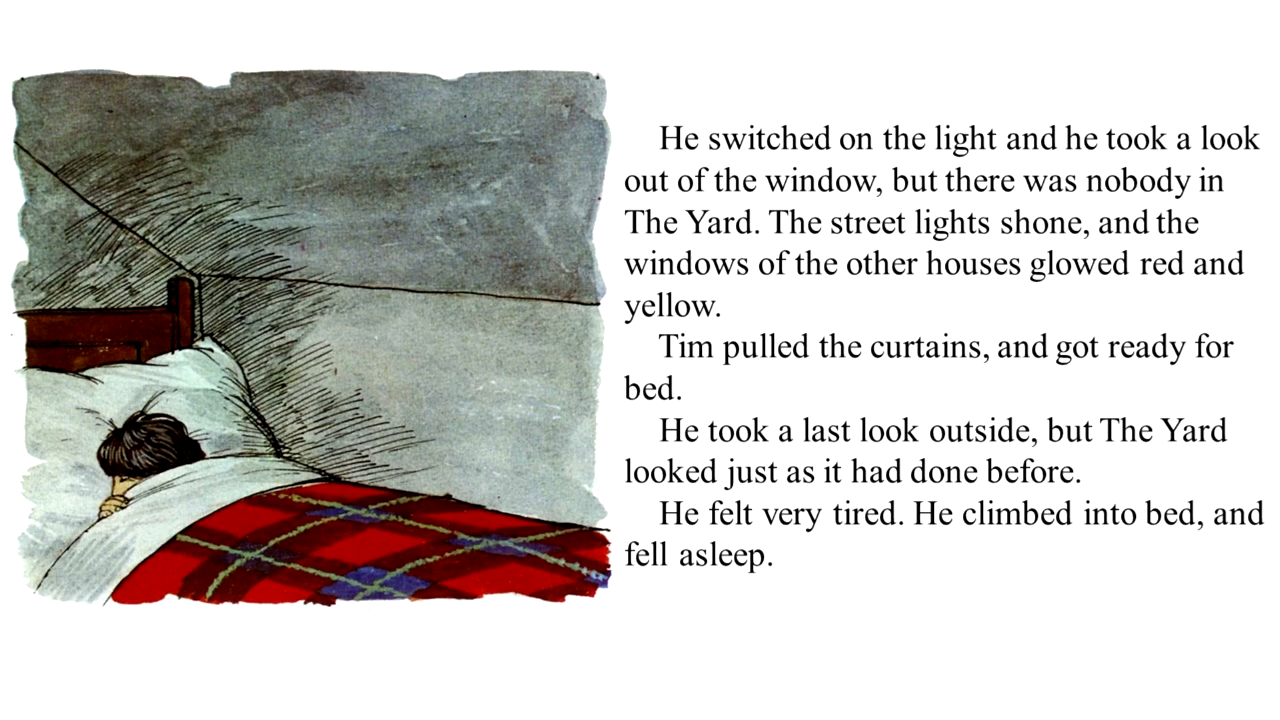 He switched on the light and he took a look
out of the window, but there was nobody in
The Yard. The street lights shone, and the
windows of the other houses glowed red and
yellow.
Tim pulled the curtains, and got ready for
bed.
He took a last look outside, but The Yard
looked just as it had done before.
He felt very tired. He climbed into bed, and
fell asleep.